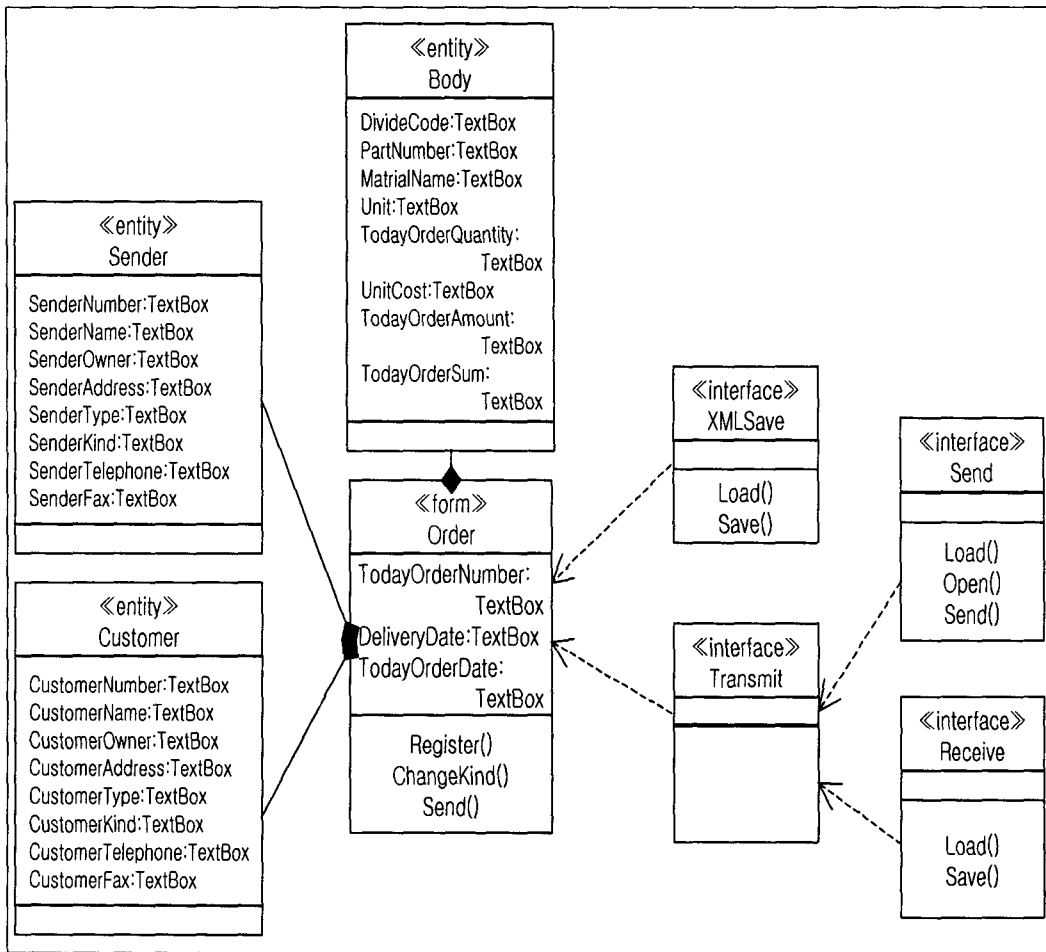 ≪entity≫
Body
DivideCode:TextBox
PartNumber:TextBox
MatrialName:TextBox
Unit:TextBox
TodayOrderQuantity:
TextBox
UnitCost:TextBox
TodayOrderAmount:
TextBox
TodayOrderSum:
TextBox
≪entity≫
Sender
SenderNumber:TextBox
SenderName:TextBox
SenderOwner:TextBox
SenderAddress:TextBox
SenderType:TextBox
SenderKind:TextBox
SenderTelephone:TextBox
SenderFax:TextBox
≪entity≫
Customer
CustomerNumber:TextBox
CustomerName:TextBox
CustomerOwner:TextBox
CustomerAddress:TextBox
CustomerType:TextBox
CustomerKind:TextBox
CustomerTelephone:TextBox
CustomerFax:TextBox
≪form≫
Order
TodayOrderNumber:
TextBox
DeliveryDate:TextBox
TodayOrderDate:
TextBox
Register()
ChangeKind()
Send()
≪interface≫
XMLSave
Load()
Save()
≪interface≫
Transmit
≪interface≫
Send
Load()
Open()
Send()
≪interface≫
Receive
Load()
Save()